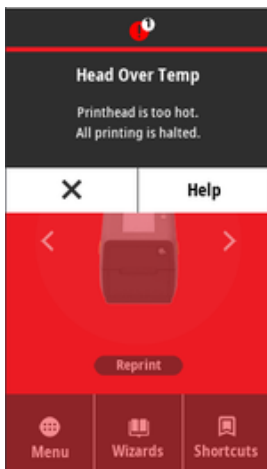 1
Head Over Temp
Printhead is too hot.
All printing is halted.
Help
Reprint
Menu
Wizards
Shortcuts